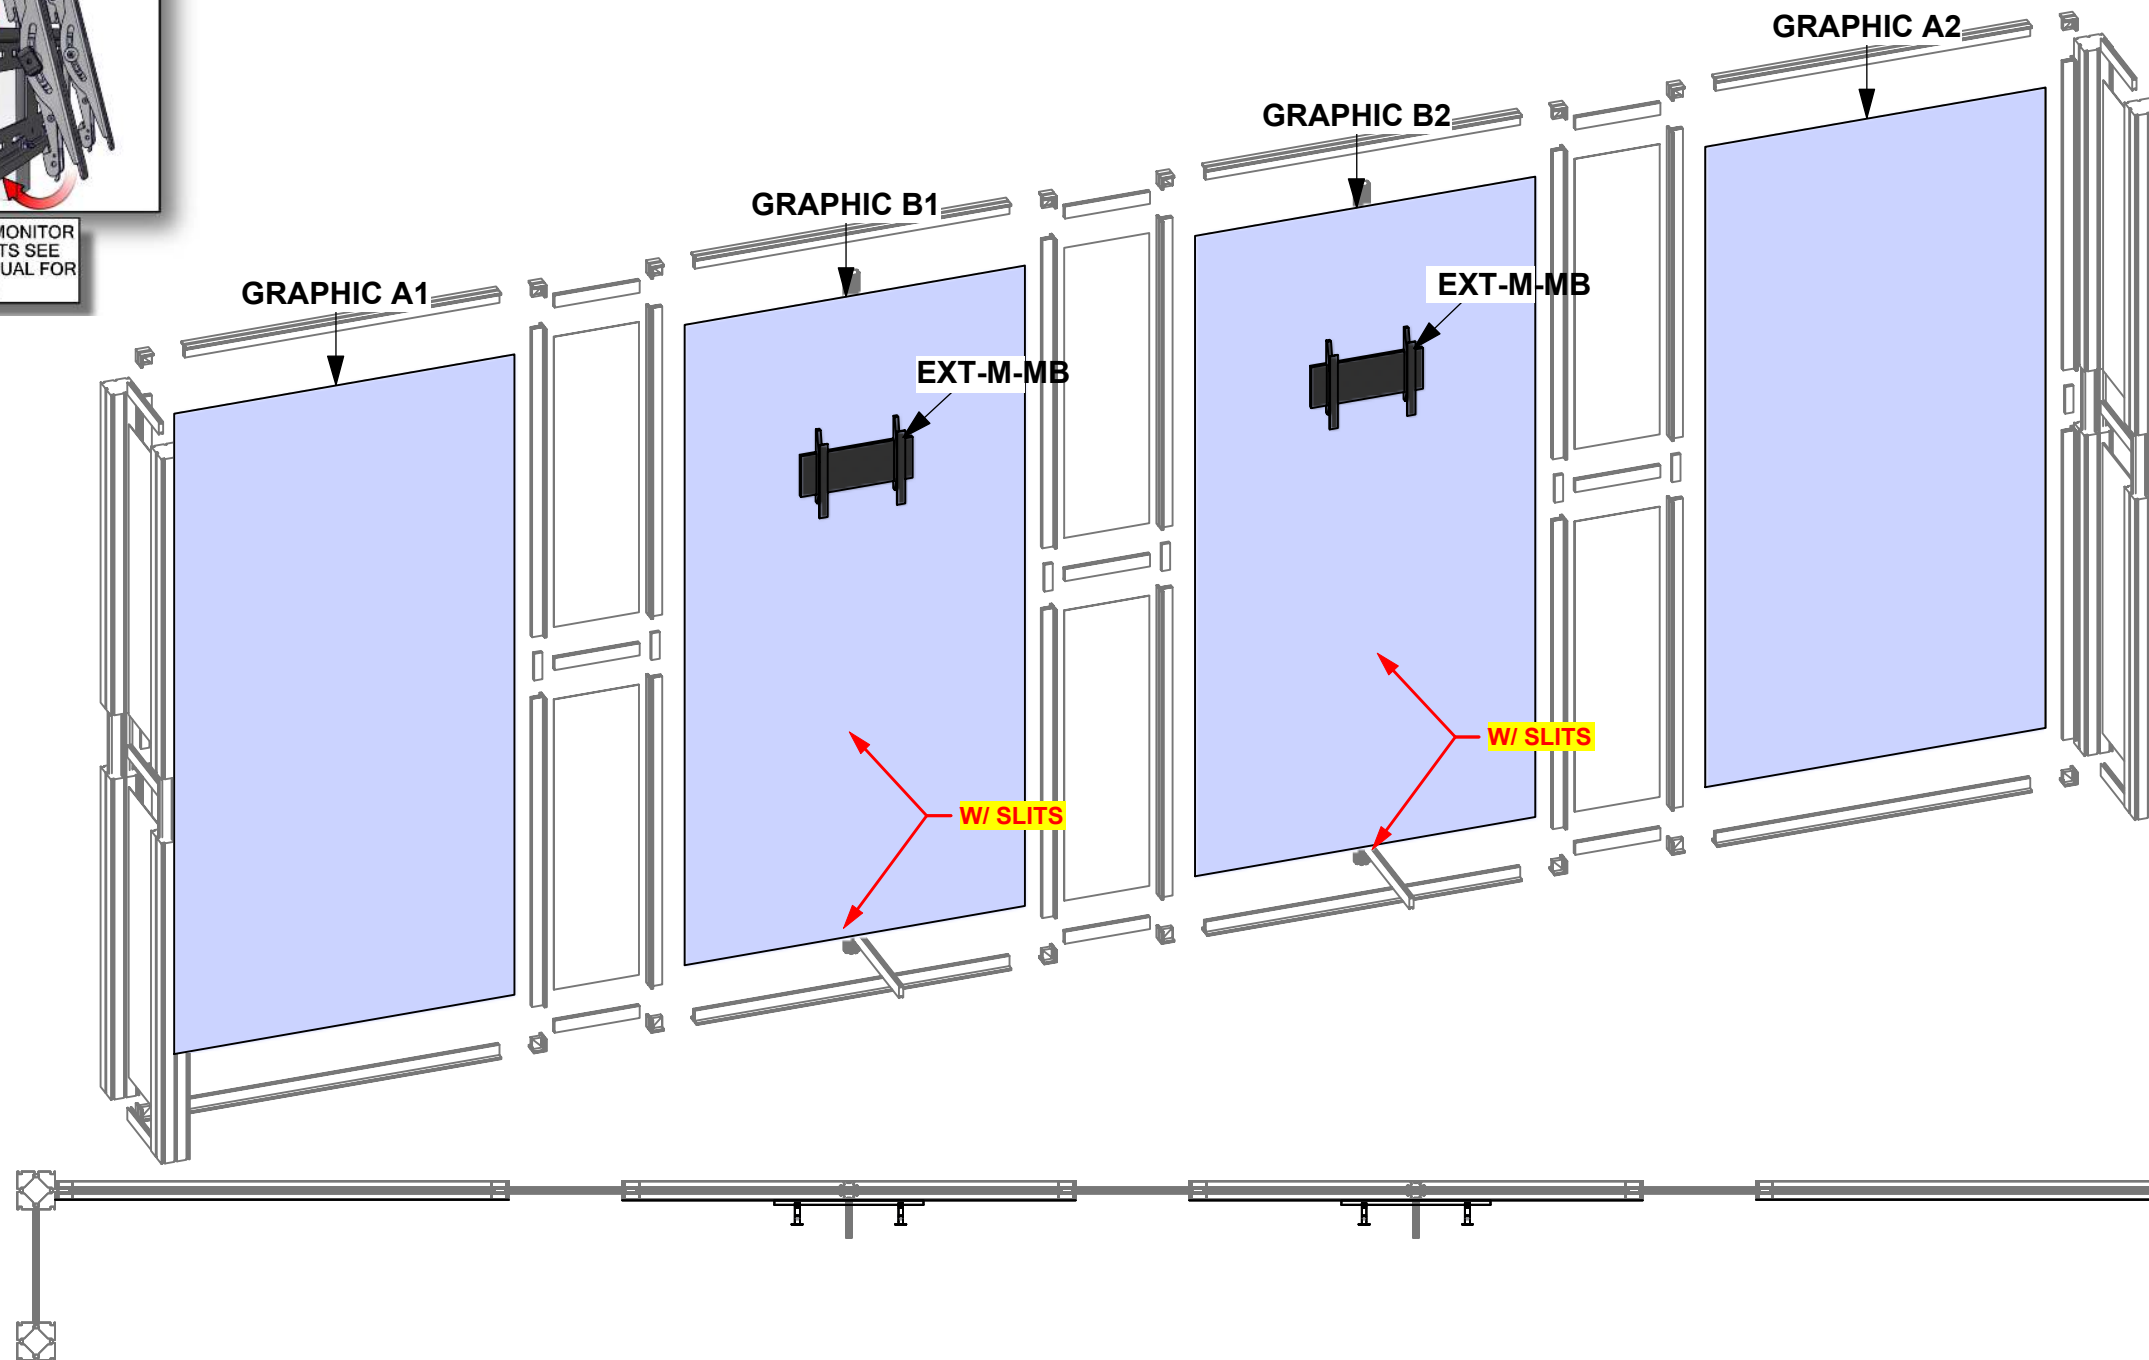 MONITOR
TS SEE
UAL FOR
GRAPHIC A1
GRAPHIC B1
GRAPHIC B2
GRAPHIC A2
EXT-M-MB
EXT-M-MB
W/ SLITS
W/ SLITS